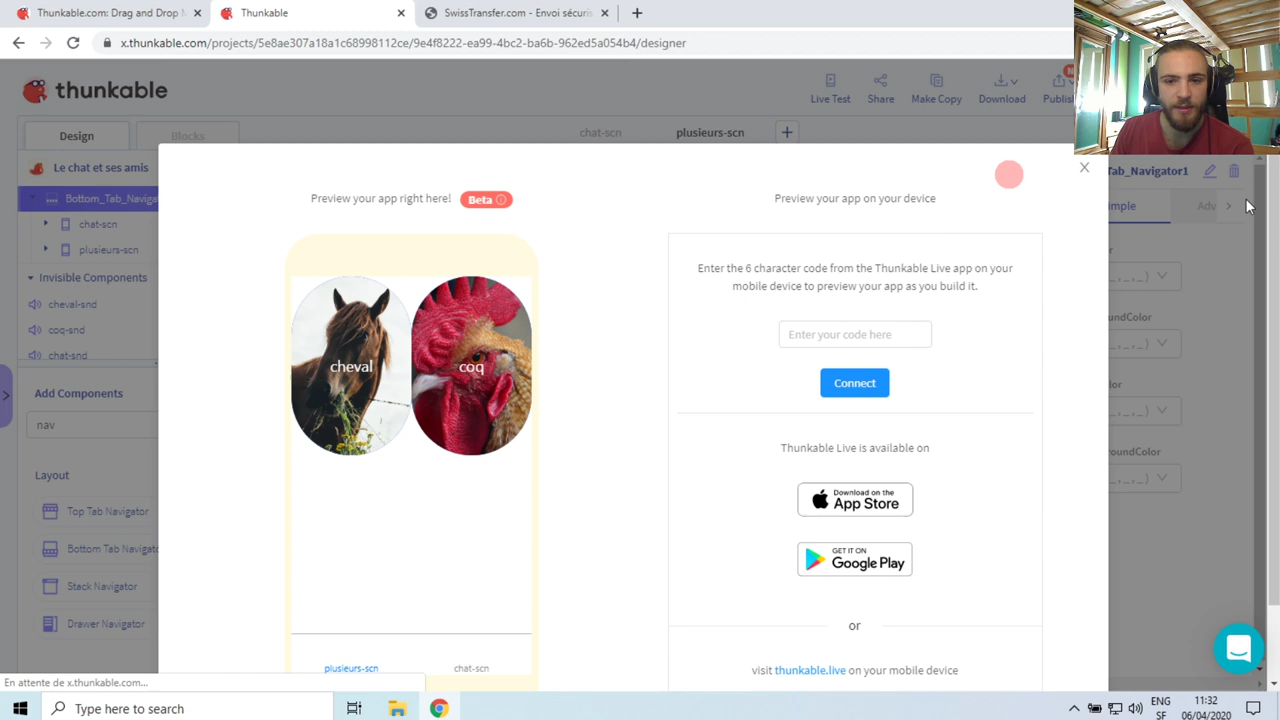 Thunkable.com: Drag and Drop
Thunkable
SwissTransfer.com - Envoi sécuris
x.thunkable.com/projects/5e8ae307a18a1c68998112ce/9e4f8222-ea99-4bc2-ba6b-962ed5a054b4/designer
thunkable
Live Test
Share
Make Copy
Download
Publis
Design
Blocks
chat-scn
plusieurs-scn
Le chat et ses amis
Bottom_Tab_Naviga
chat-scn
plusieurs-scn
Invisible Components
cheval-snd
coq-snd
chat-snd
Add Components
nav
Layout
Top Tab Navigator
Bottom Tab Navigato
Stack Navigator
Drawer Navigator
Preview your app right here!
Beta
cheval
coq
plusieurs-scn
chat-scn
Preview your app on your device
Enter the 6 character code from the Thunkable Live app on your
mobile device to preview your app as you build it.
Enter your code here
Connect
Thunkable Live is available on
Download on the
App Store
GET IT ON
Google Play
or
visit thunkable.live on your mobile device
Tab_Navigator1
mple
Adv
r
undColor
lor
roundColor
En attente de x.thunkable.com...
Type here to search
ENG
SF
11:32
06/04/2020